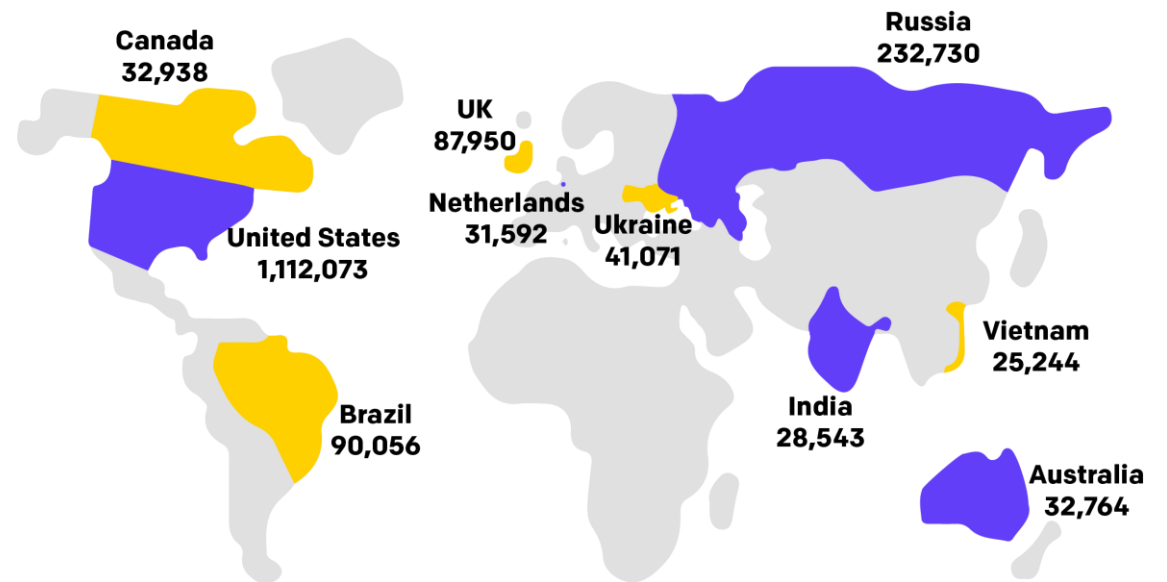 Canada
32,938
Russia
232,730
UK
87,950
Netherlands
31,592
Ukraine
41,071
United States
1,112,073
Vietnam
25,244
India
28,543
Brazil
90,056
Australia
32,764